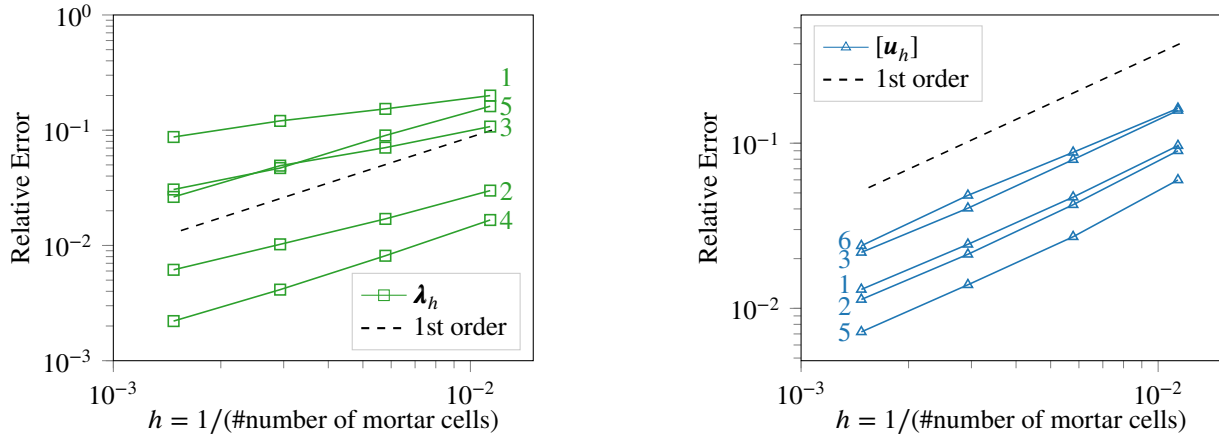 10^0
10^{-1}
10^{-2}
10^{-3}
Relative Error
1
5
3
2
4
λ_h
1st order
10^{-3}
10^{-2}
h = 1/(#number of mortar cells)
[u_h]
1st order
10^{-1}
10^{-2}
Relative Error
6
3
1
2
5
10^{-3}
10^{-2}
h = 1/(#number of mortar cells)